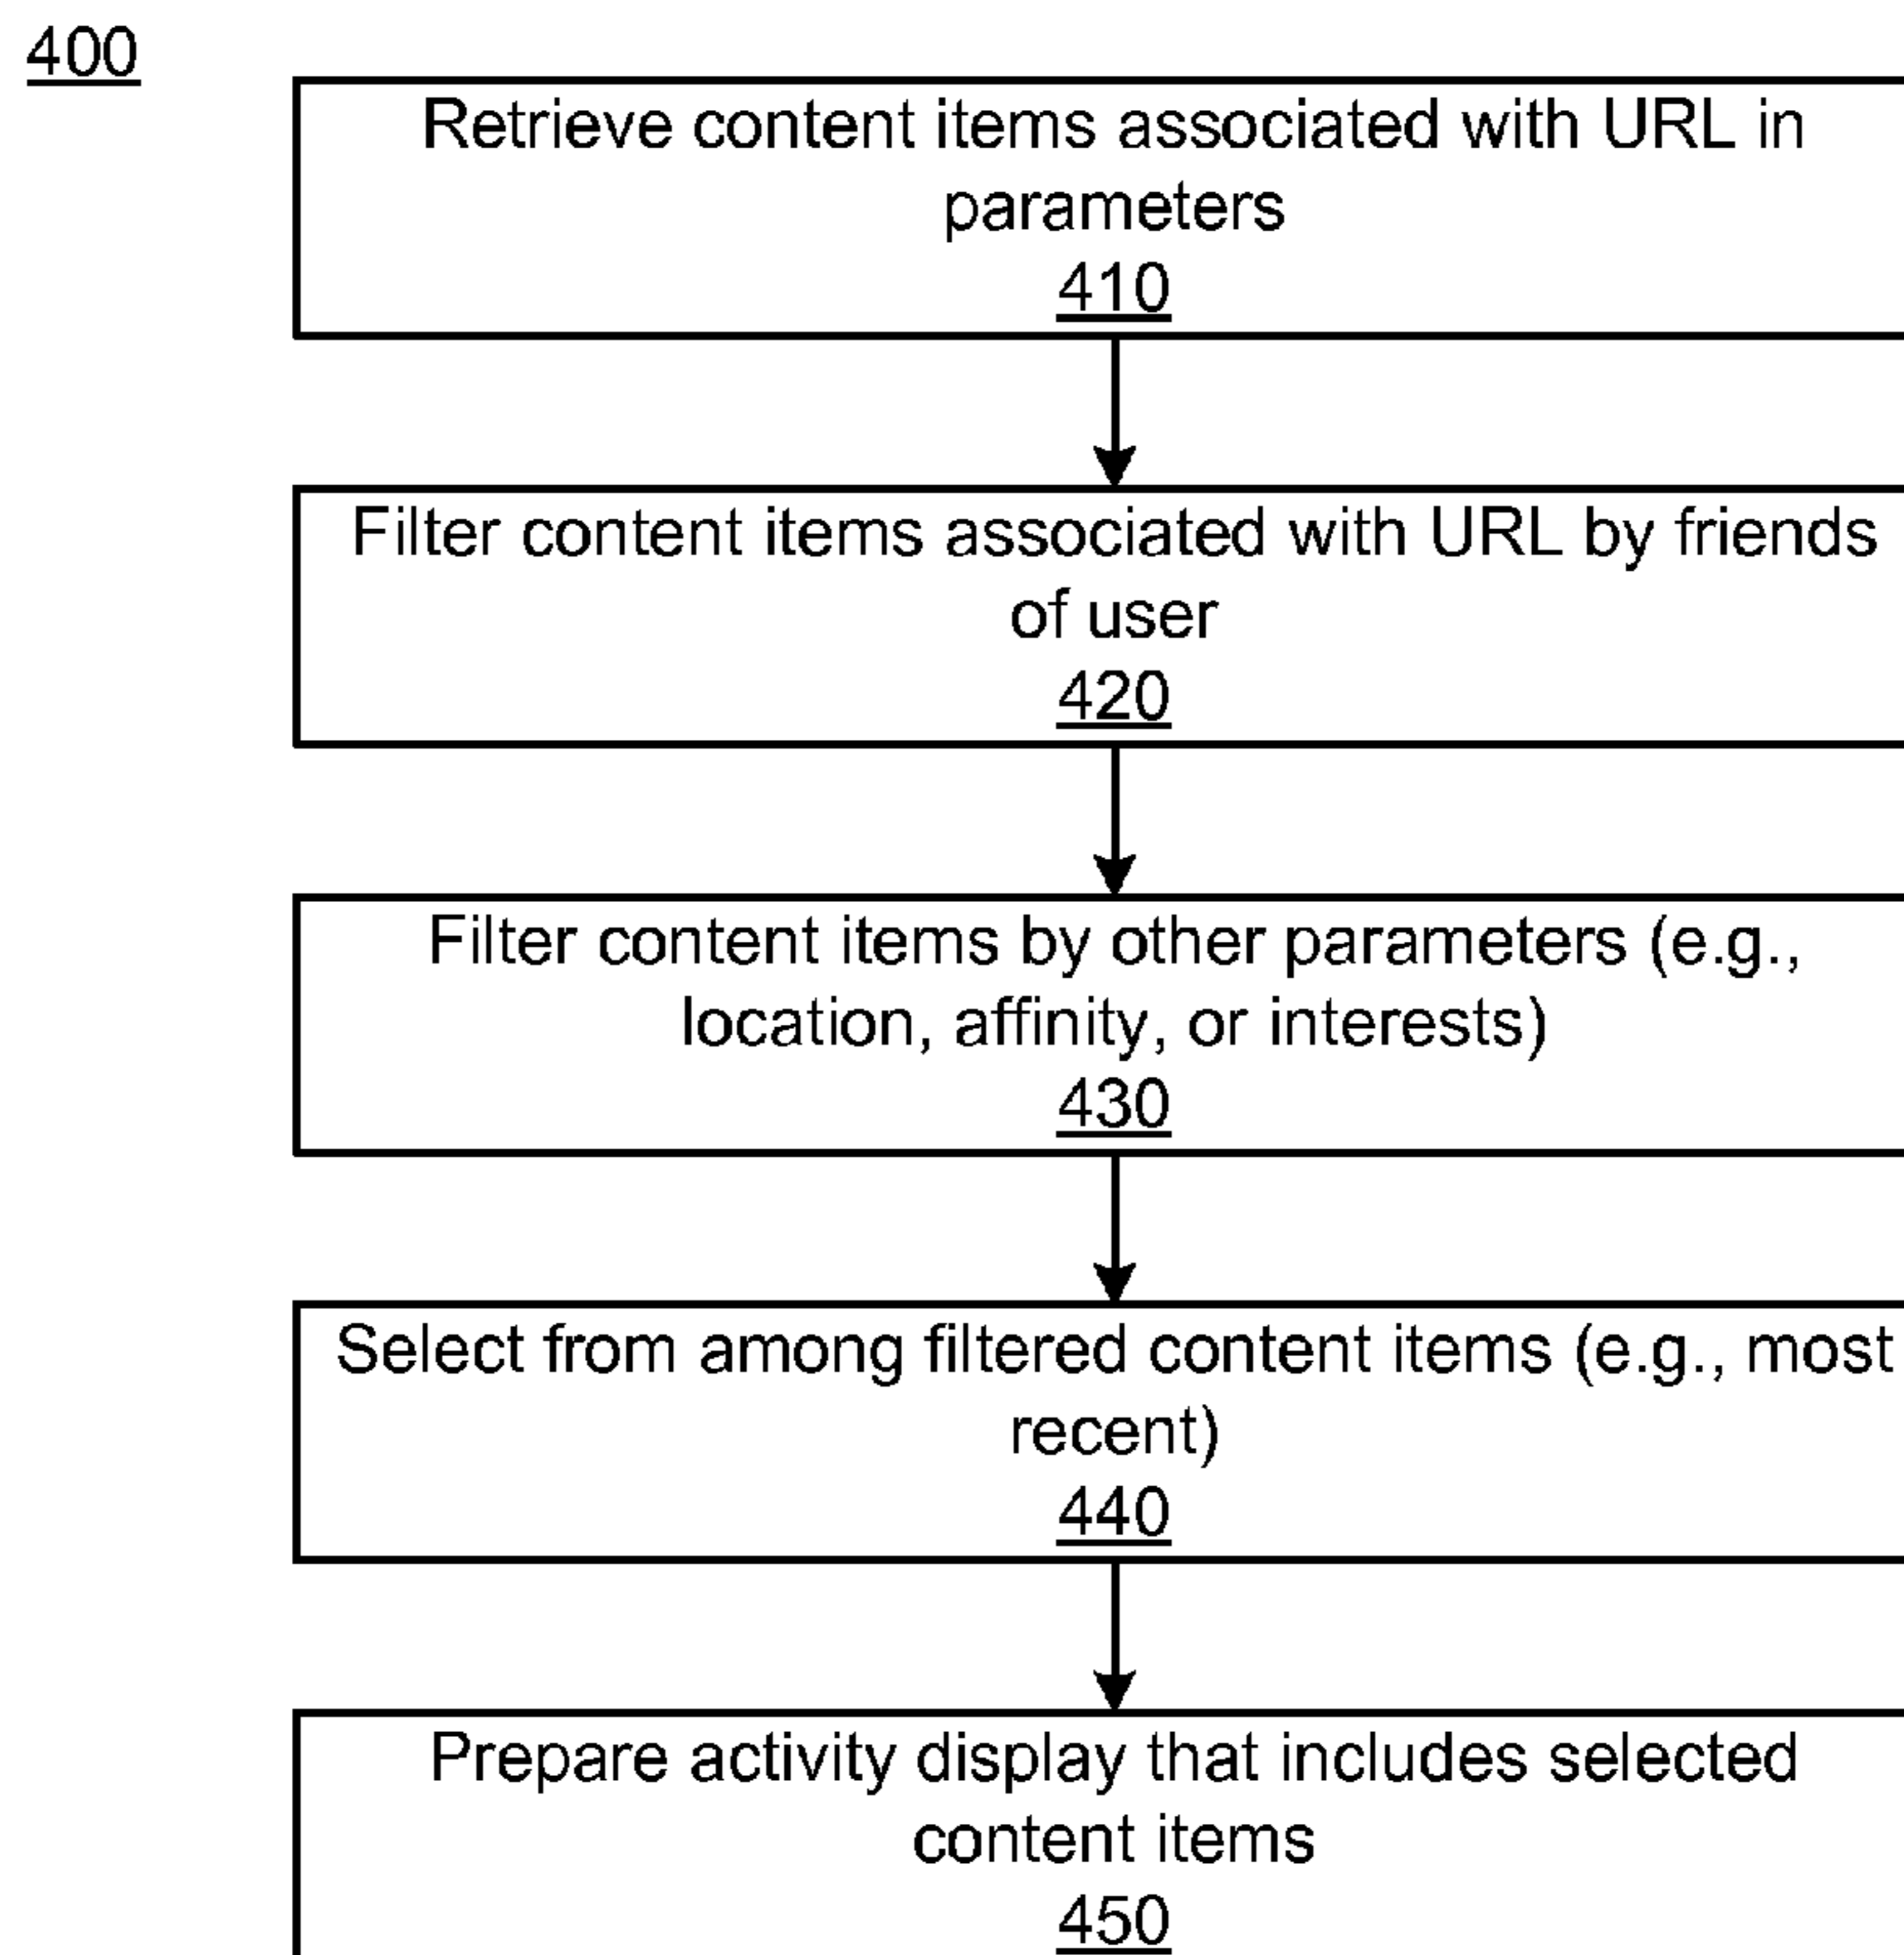 400
Retrieve content items associated with URL in
parameters
410
Filter content items associated with URL by friends
of user
420
Filter content items by other parameters (e.g.,
location, affinity, or interests)
430
Select from among filtered content items (e.g., most
recent)
440
Prepare activity display that includes selected
content items
450